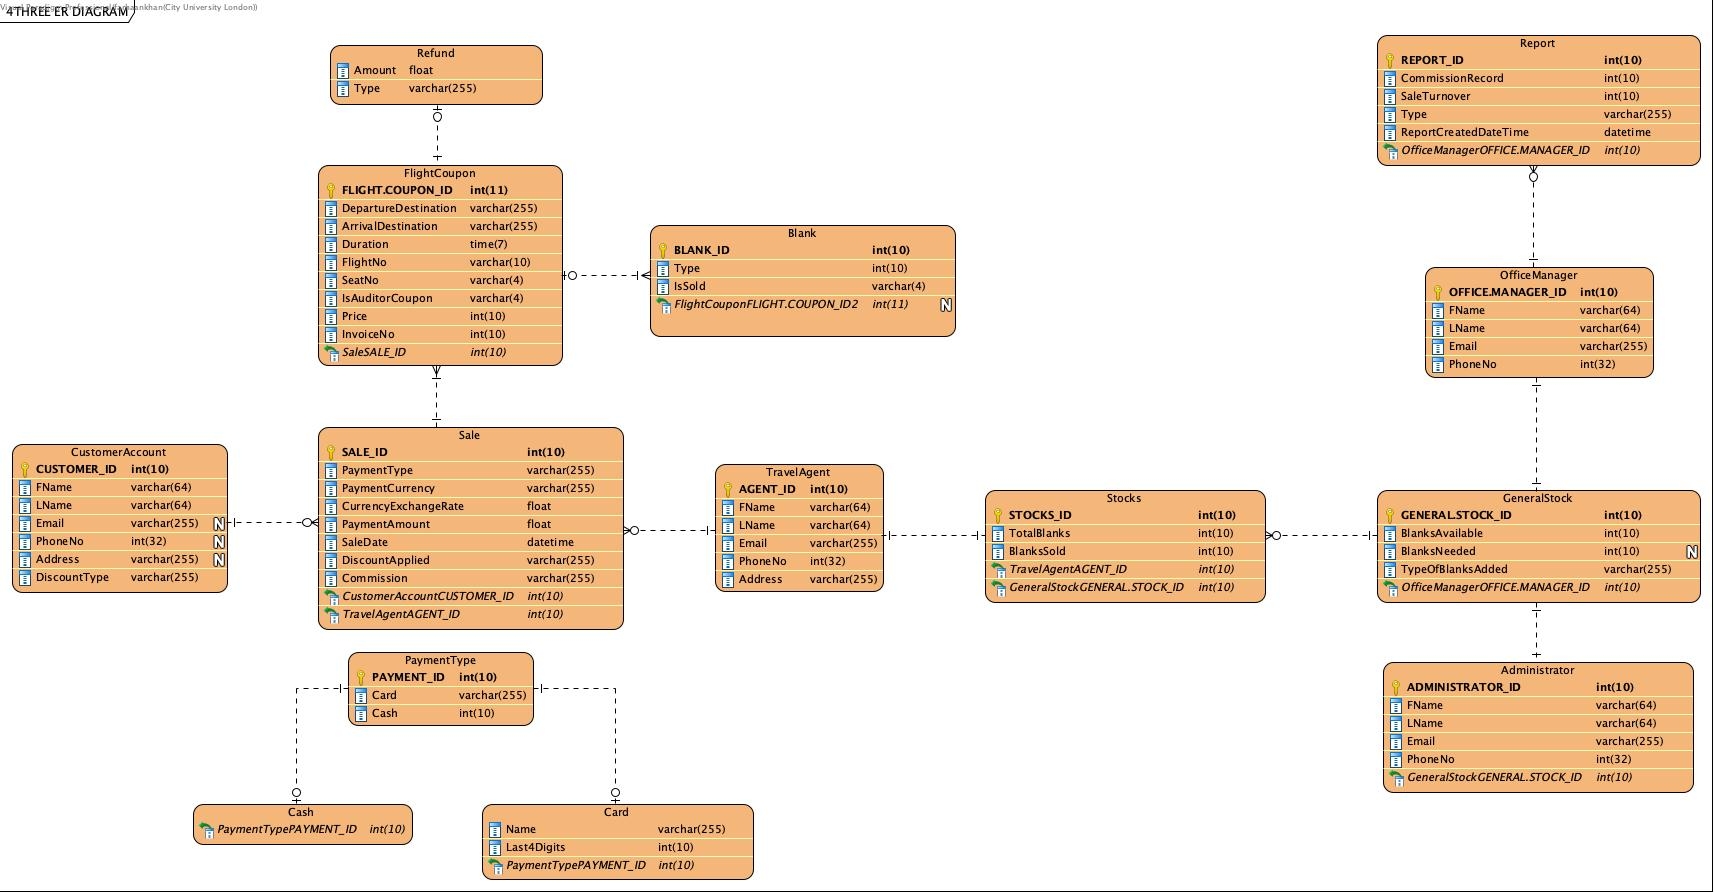 4THREE ER DIAGRAM
Refund
Amount float
Type varchar(255)
FlightCoupon
FLIGHT.COUPON_ID int(11)
DepartureDestination varchar(255)
ArrivalDestination varchar(255)
Duration time(7)
FlightNo varchar(10)
SeatNo varchar(4)
IsAuditorCoupon varchar(4)
Price int(10)
InvoiceNo int(10)
SaleSALE_ID int(10)
Blank
BLANK_ID int(10)
Type int(10)
IsSold varchar(4)
FlightCouponFLIGHT.COUPON_ID2 int(11) N
Report
REPORT_ID int(10)
CommissionRecord int(10)
SaleTurnover int(10)
Type varchar(255)
ReportCreatedDateTime datetime
OfficeManagerOFFICE.MANAGER_ID int(10)
OfficeManager
OFFICE.MANAGER_ID int(10)
FName varchar(64)
LName varchar(64)
Email varchar(255)
PhoneNo int(32)
CustomerAccount
CUSTOMER_ID int(10)
FName varchar(64)
LName varchar(64)
Email varchar(255) N
PhoneNo int(32) N
Address varchar(255) N
DiscountType varchar(255)
Sale
SALE_ID int(10)
PaymentType varchar(255)
PaymentCurrency varchar(255)
CurrencyExchangeRate float
PaymentAmount float
SaleDate datetime
DiscountApplied varchar(255)
Commission varchar(255)
CustomerAccountCUSTOMER_ID int(10)
TravelAgentAGENT_ID int(10)
TravelAgent
AGENT_ID int(10)
FName varchar(64)
LName varchar(64)
Email varchar(255)
PhoneNo int(32)
Address varchar(255)
Stocks
STOCKS_ID int(10)
TotalBlanks int(10)
BlanksSold int(10)
TravelAgentAGENT_ID int(10)
GeneralStockGENERAL.STOCK_ID int(10)
GeneralStock
GENERAL.STOCK_ID int(10)
BlanksAvailable int(10)
BlanksNeeded int(10) N
TypeOfBlanksAdded varchar(255)
OfficeManagerOFFICE.MANAGER_ID int(10)
PaymentType
PAYMENT_ID int(10)
Card varchar(255)
Cash int(10)
Administrator
ADMINISTRATOR_ID int(10)
FName varchar(64)
LName varchar(64)
Email varchar(255)
PhoneNo int(32)
GeneralStockGENERAL.STOCK_ID int(10)
Cash
PaymentTypePAYMENT_ID int(10)
Card
Name varchar(255)
Last4Digits int(10)
PaymentTypePAYMENT_ID int(10)